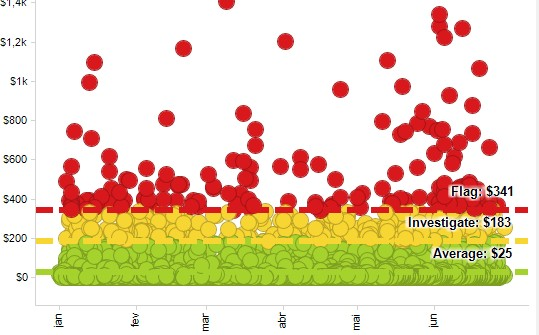 $1,4k
$1,2k
$1k
$800
$600
$400
$200
$0
Flag: $341
Investigate: $183
Average: $25
jan
fev
mar
abr
mai
jun